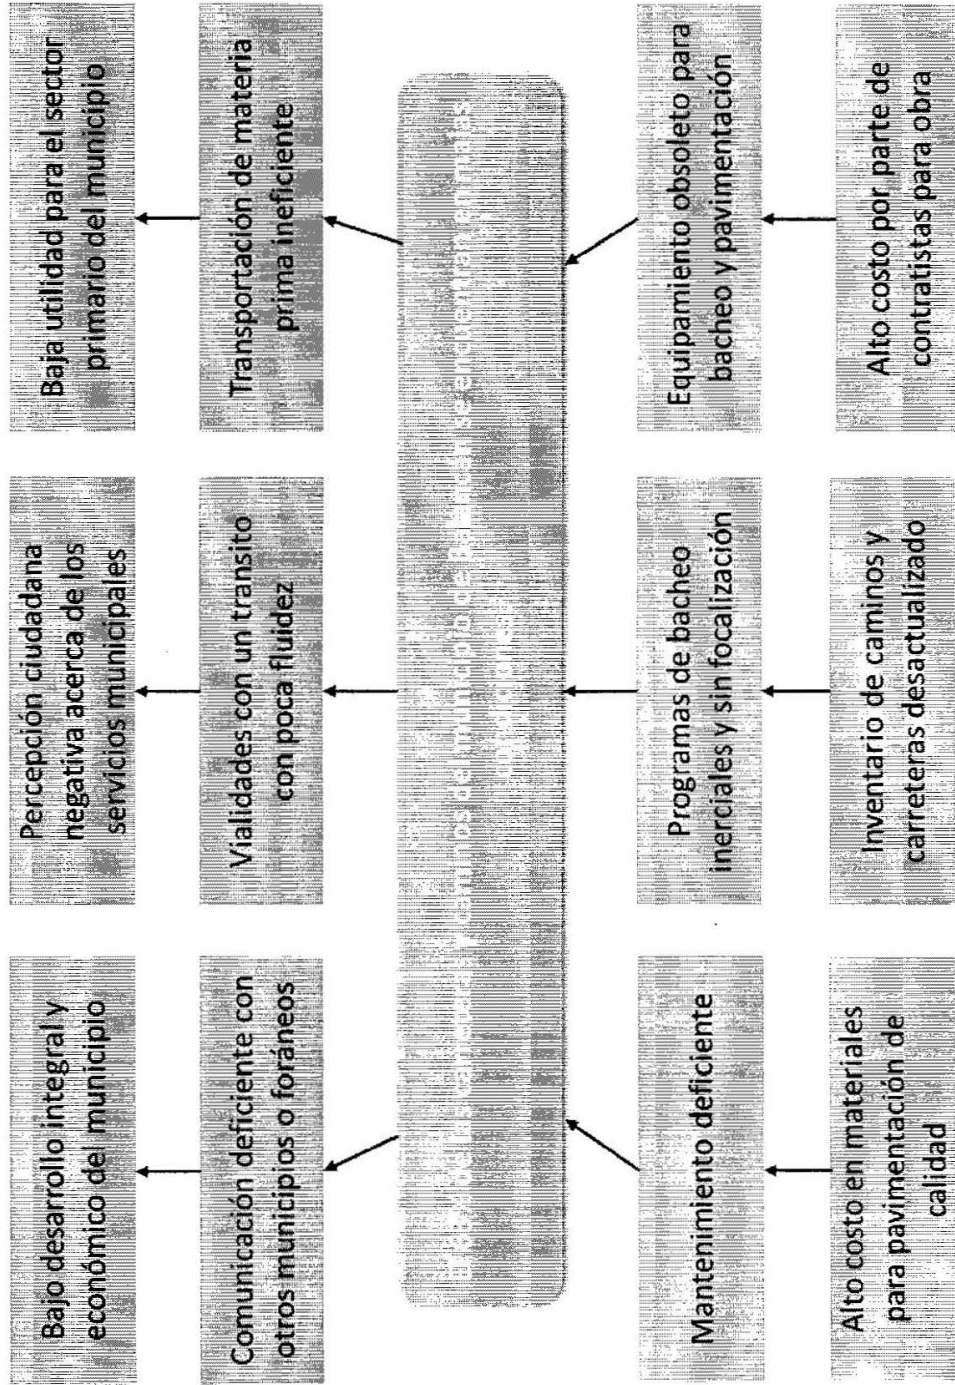 Bajo desarrollo integral y
económico del municipio
Percepción ciudadana
negativa acerca de los
servicios municipales
Baja utilidad para el sector
primario del municipio
Comunicación deficiente con
otros municipios o foráneos
Vialidades con un transito
con poca fluidez
Transportación de materia
prima ineficiente
Mantenimiento deficiente
Programas de bacheo
inerciales y sin focalización
Equipamiento obsoleto para
bacheo y pavimentación
Alto costo en materiales
para pavimentación de
calidad
Inventario de caminos y
carreteras desactualizado
Alto costo por parte de
contratistas para obra